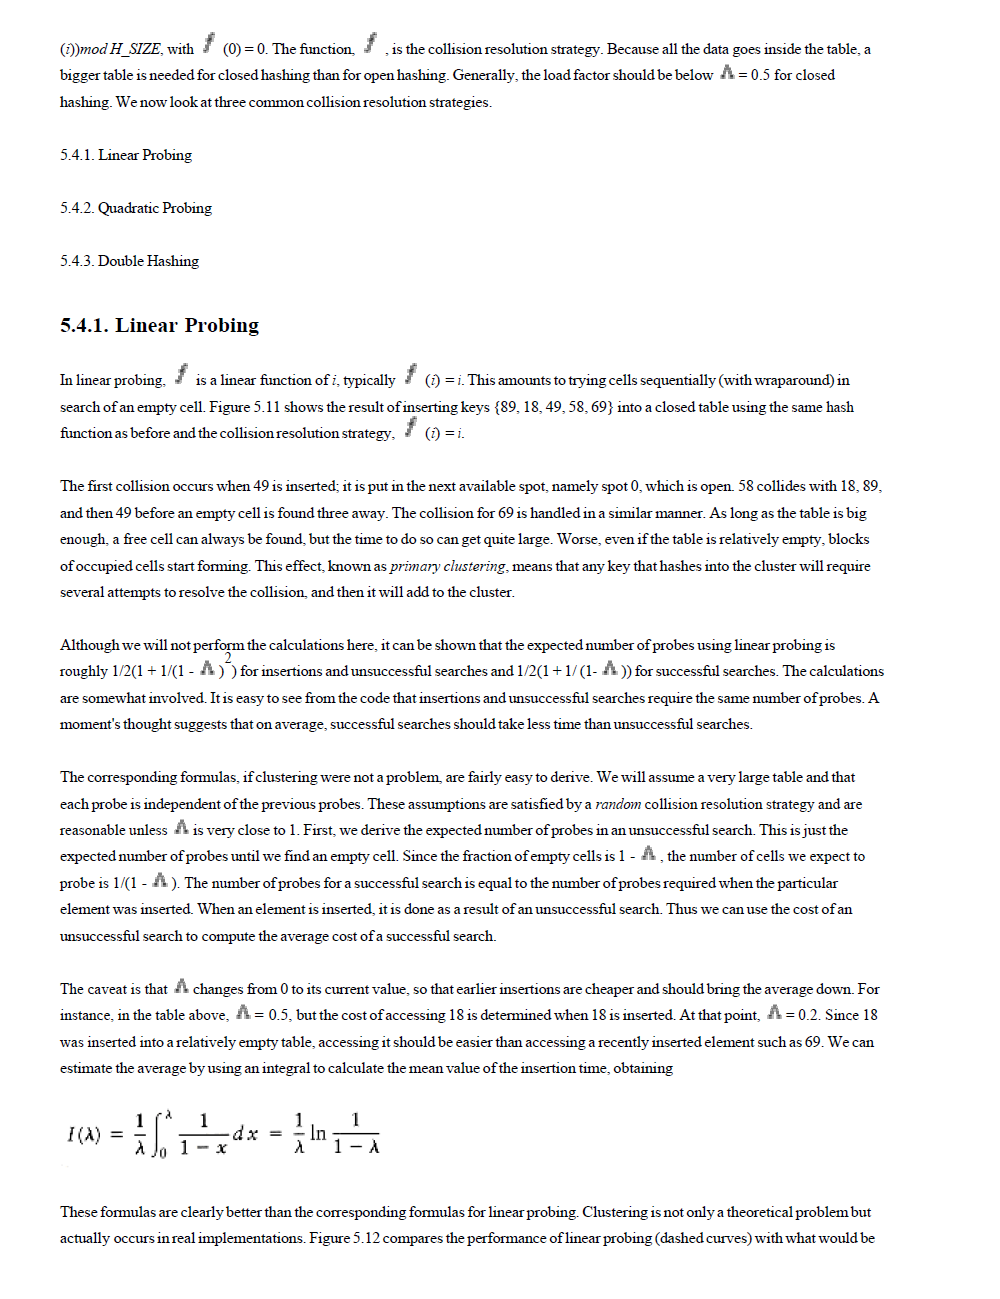 (i))mod H_SIZE, with f (0) = 0. The function, f , is the collision resolution strategy. Because all the data goes inside the table, a
bigger table is needed for closed hashing than for open hashing. Generally, the load factor should be below λ = 0.5 for closed
hashing. We now look at three common collision resolution strategies.
5.4.1. Linear Probing
5.4.2. Quadratic Probing
5.4.3. Double Hashing
5.4.1. Linear Probing
In linear probing, f is a linear function of i, typically f (i) = i. This amounts to trying cells sequentially (with wraparound) in
search of an empty cell. Figure 5.11 shows the result of inserting keys {89, 18, 49, 58, 69} into a closed table using the same hash
function as before and the collision resolution strategy, f (i) = i.
The first collision occurs when 49 is inserted; it is put in the next available spot, namely spot 0, which is open. 58 collides with 18, 89,
and then 49 before an empty cell is found three away. The collision for 69 is handled in a similar manner. As long as the table is big
enough, a free cell can always be found, but the time to do so can get quite large. Worse, even if the table is relatively empty, blocks
of occupied cells start forming. This effect, known as primary clustering, means that any key that hashes into the cluster will require
several attempts to resolve the collision, and then it will add to the cluster.
Although we will not perform the calculations here, it can be shown that the expected number of probes using linear probing is
roughly 1/2(1 + 1/(1 - λ )²) for insertions and unsuccessful searches and 1/2(1 + 1/ (1- λ )) for successful searches. The calculations
are somewhat involved. It is easy to see from the code that insertions and unsuccessful searches require the same number of probes. A
moment's thought suggests that on average, successful searches should take less time than unsuccessful searches.
The corresponding formulas, if clustering were not a problem, are fairly easy to derive. We will assume a very large table and that
each probe is independent of the previous probes. These assumptions are satisfied by a random collision resolution strategy and are
reasonable unless λ is very close to 1. First, we derive the expected number of probes in an unsuccessful search. This is just the
expected number of probes until we find an empty cell. Since the fraction of empty cells is 1 - λ , the number of cells we expect to
probe is 1/(1 - λ ). The number of probes for a successful search is equal to the number of probes required when the particular
element was inserted. When an element is inserted, it is done as a result of an unsuccessful search. Thus we can use the cost of an
unsuccessful search to compute the average cost of a successful search.
The caveat is that λ changes from 0 to its current value, so that earlier insertions are cheaper and should bring the average down. For
instance, in the table above, λ = 0.5, but the cost of accessing 18 is determined when 18 is inserted. At that point, λ = 0.2. Since 18
was inserted into a relatively empty table, accessing it should be easier than accessing a recently inserted element such as 69. We can
estimate the average by using an integral to calculate the mean value of the insertion time, obtaining
I(λ) = 1/λ ∫₀^λ 1/(1 − x) dx = 1/λ ln 1/(1 − λ)
These formulas are clearly better than the corresponding formulas for linear probing. Clustering is not only a theoretical problem but
actually occurs in real implementations. Figure 5.12 compares the performance of linear probing (dashed curves) with what would be